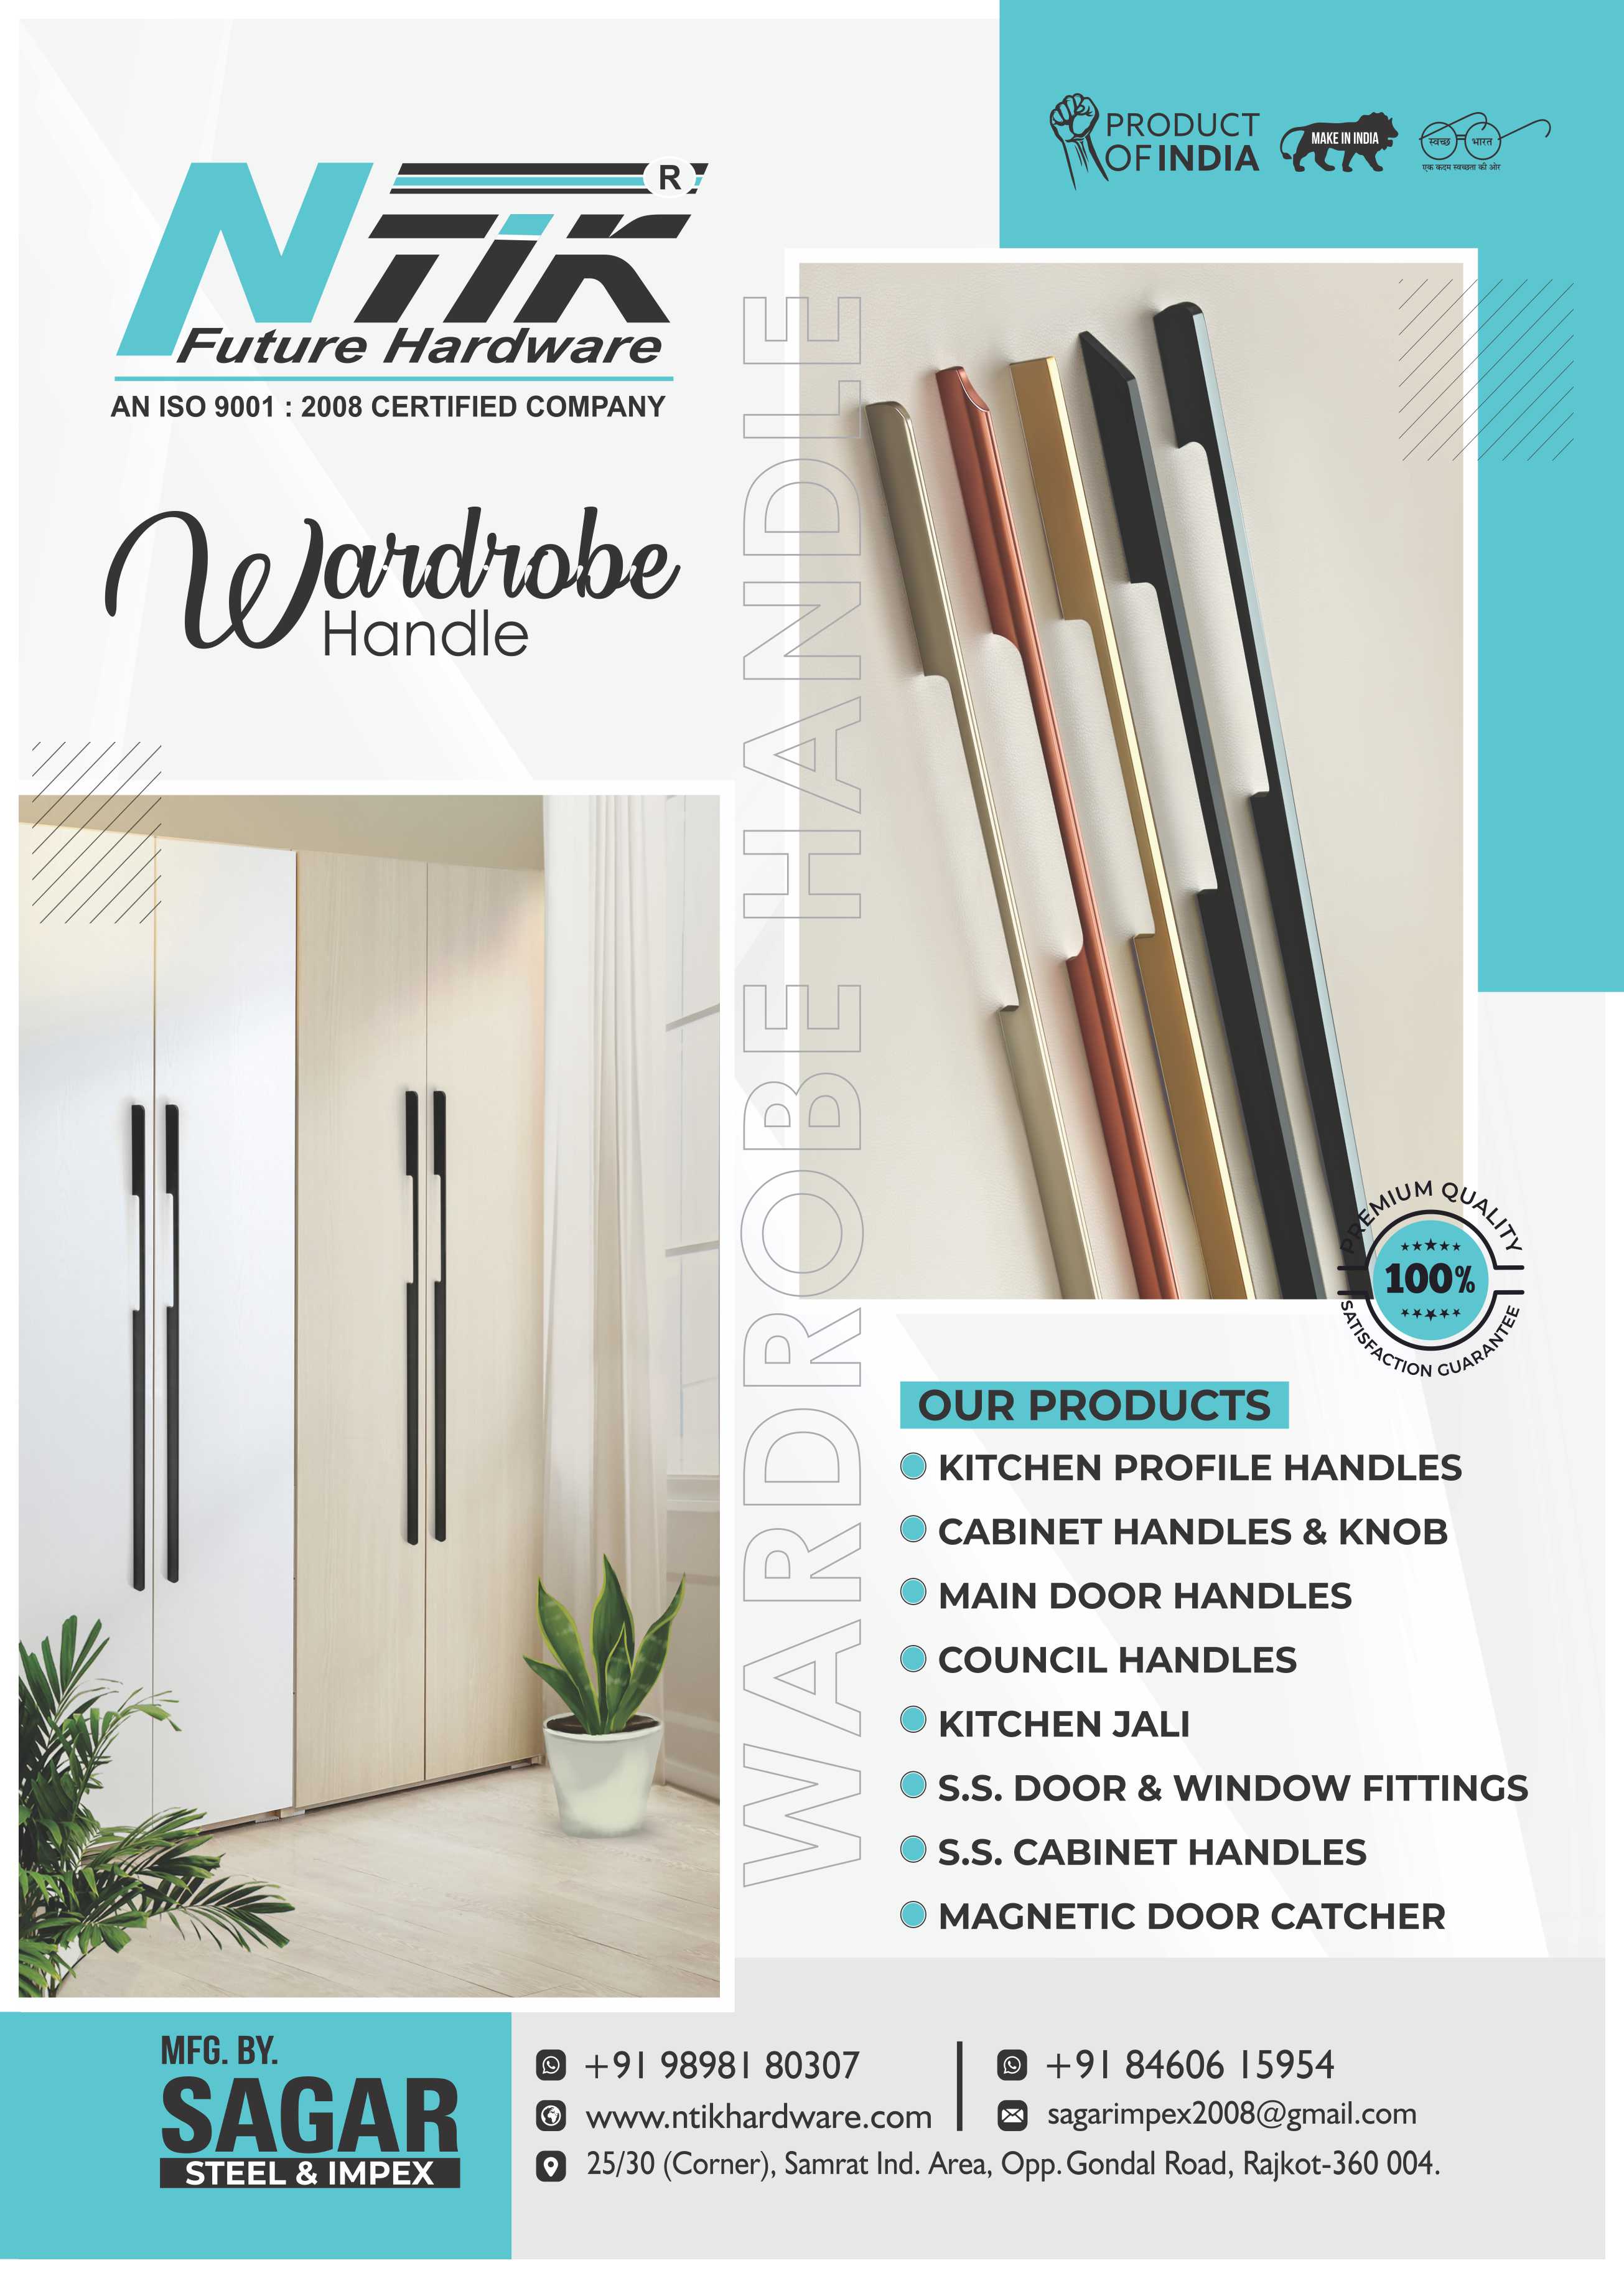 PRODUCT
OF INDIA
MAKE IN INDIA
स्वच्छ भारत
एक कदम स्वच्छता की ओर
NTiK ®
Future Hardware
AN ISO 9001 : 2008 CERTIFIED COMPANY
Wardrobe
Handle
WARDROBE HANDLE
PREMIUM QUALITY
100%
SATISFACTION GUARANTEE
OUR PRODUCTS
KITCHEN PROFILE HANDLES
CABINET HANDLES & KNOB
MAIN DOOR HANDLES
COUNCIL HANDLES
KITCHEN JALI
S.S. DOOR & WINDOW FITTINGS
S.S. CABINET HANDLES
MAGNETIC DOOR CATCHER
MFG. BY.
SAGAR
STEEL & IMPEX
+91 98981 80307
+91 84606 15954
www.ntikhardware.com
sagarimpex2008@gmail.com
25/30 (Corner), Samrat Ind. Area, Opp. Gondal Road, Rajkot-360 004.